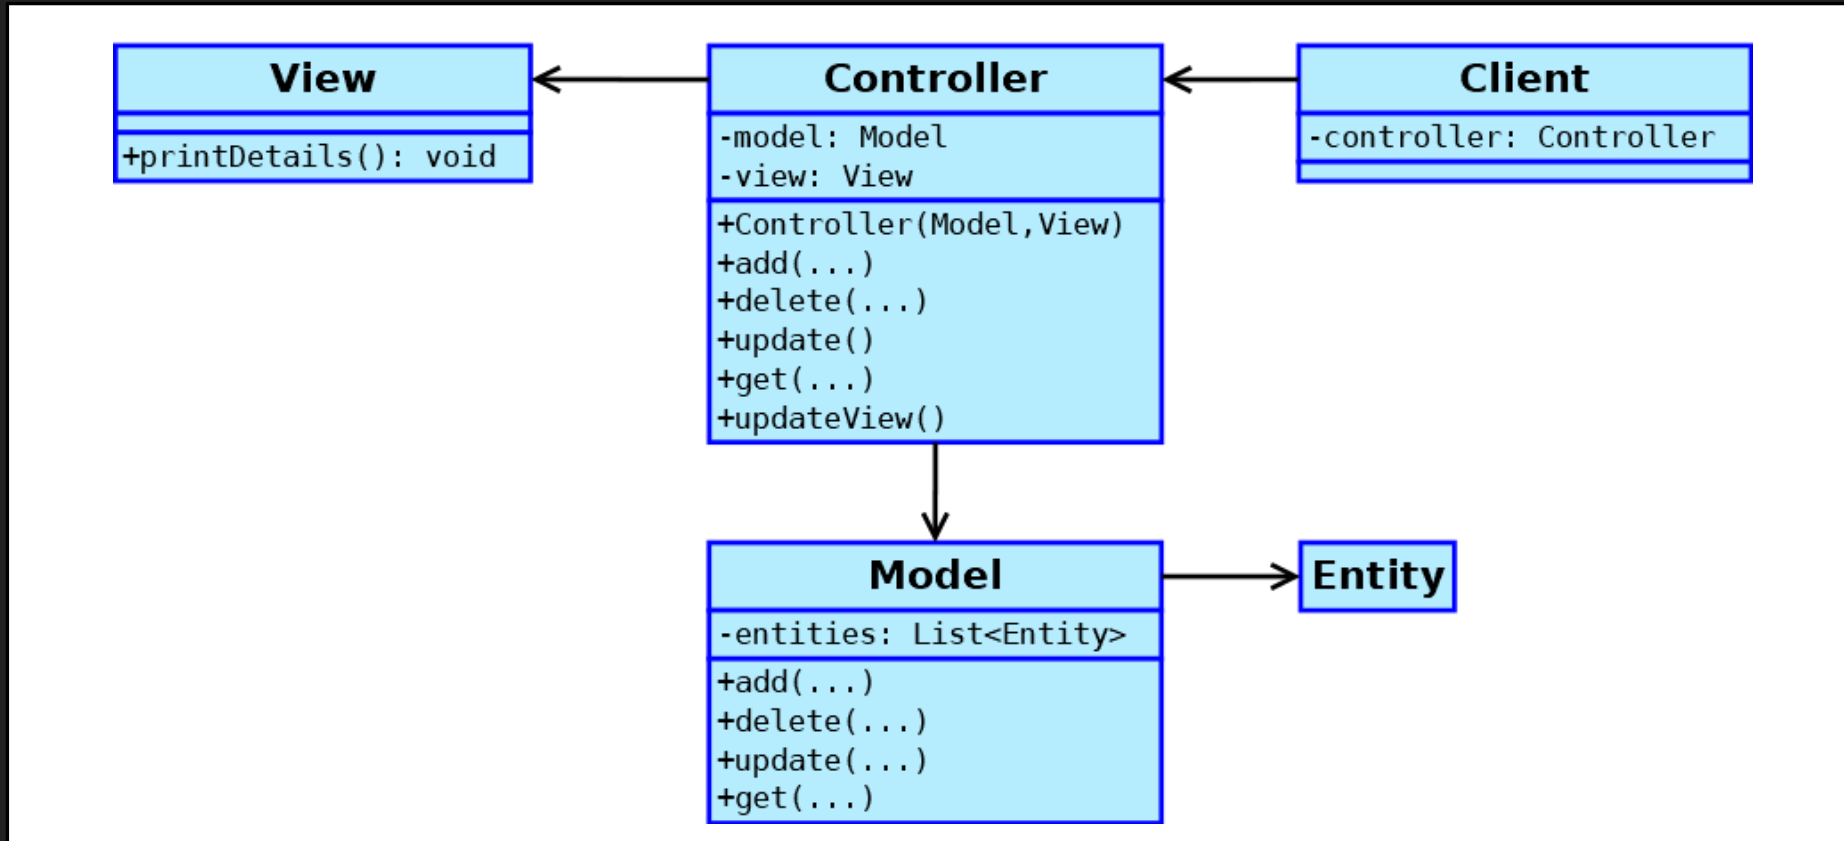 View
+printDetails(): void
Controller
-model: Model
-view: View
+Controller(Model,View)
+add(...)
+delete(...)
+update()
+get(...)
+updateView()
Client
-controller: Controller
Model
-entities: List<Entity>
+add(...)
+delete(...)
+update(...)
+get(...)
Entity